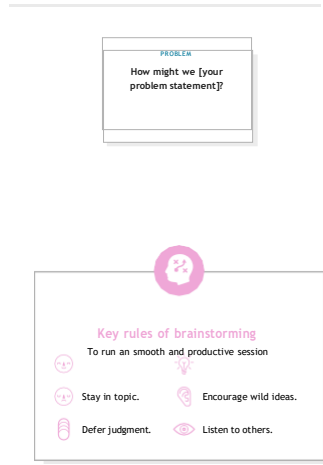 PROBLEM
How might we [your
problem statement]?
Key rules of brainstorming
To run an smooth and productive session
Stay in topic.
Encourage wild ideas.
Defer judgment.
Listen to others.